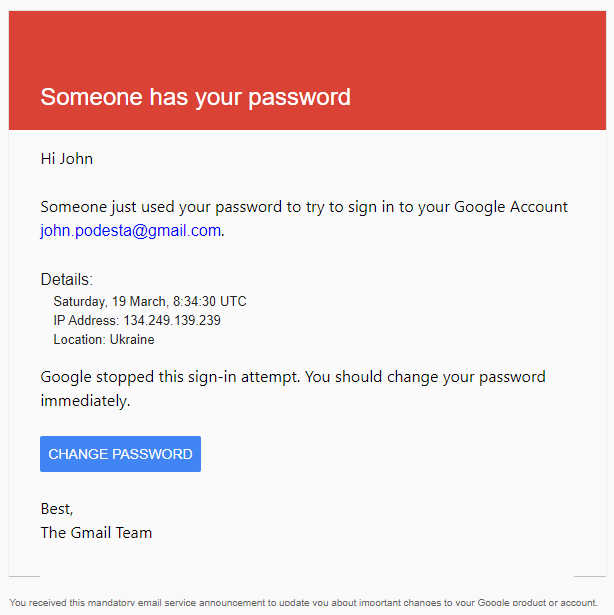 Someone has your password
Hi John
Someone just used your password to try to sign in to your Google Account
john.podesta@gmail.com.
Details:
Saturday, 19 March, 8:34:30 UTC
IP Address: 134.249.139.239
Location: Ukraine
Google stopped this sign-in attempt. You should change your password
immediately.
CHANGE PASSWORD
Best,
The Gmail Team
You received this mandatory email service announcement to update you about important changes to your Google product or account.